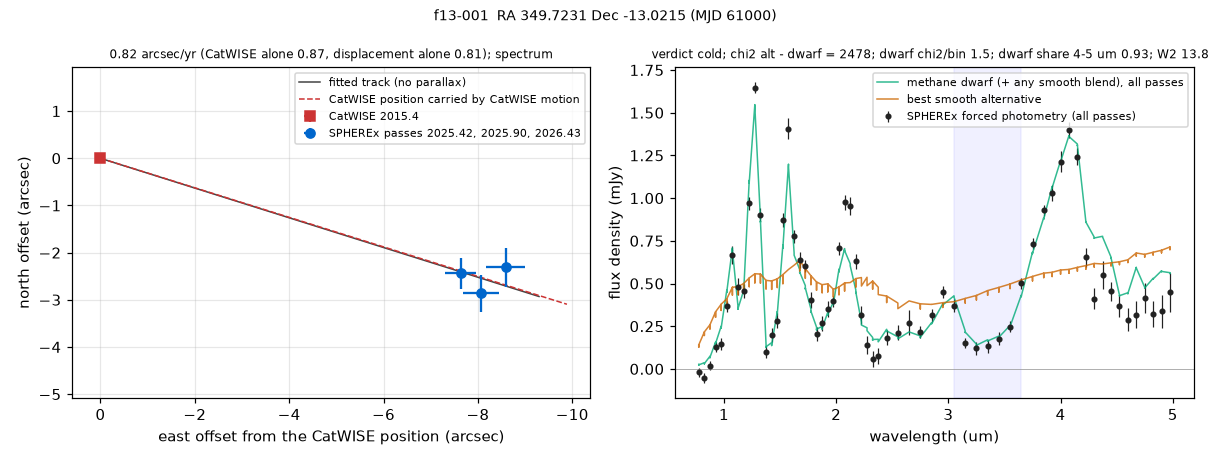 f13-001  RA 349.7231 Dec -13.0215 (MJD 61000)
0.82 arcsec/yr (CatWISE alone 0.87, displacement alone 0.81); spectrum
fitted track (no parallax)
CatWISE position carried by CatWISE motion
CatWISE 2015.4
SPHEREx passes 2025.42, 2025.90, 2026.43
1
0
−1
−2
−3
−4
−5
north offset (arcsec)
0
−2
−4
−6
−8
−10
east offset from the CatWISE position (arcsec)
verdict cold; chi2 alt - dwarf = 2478; dwarf chi2/bin 1.5; dwarf share 4-5 um 0.93; W2 13.8
methane dwarf (+ any smooth blend), all passes
best smooth alternative
SPHEREx forced photometry (all passes)
1.75
1.50
1.25
1.00
0.75
0.50
0.25
0.00
flux density (mJy)
1
2
3
4
5
wavelength (um)